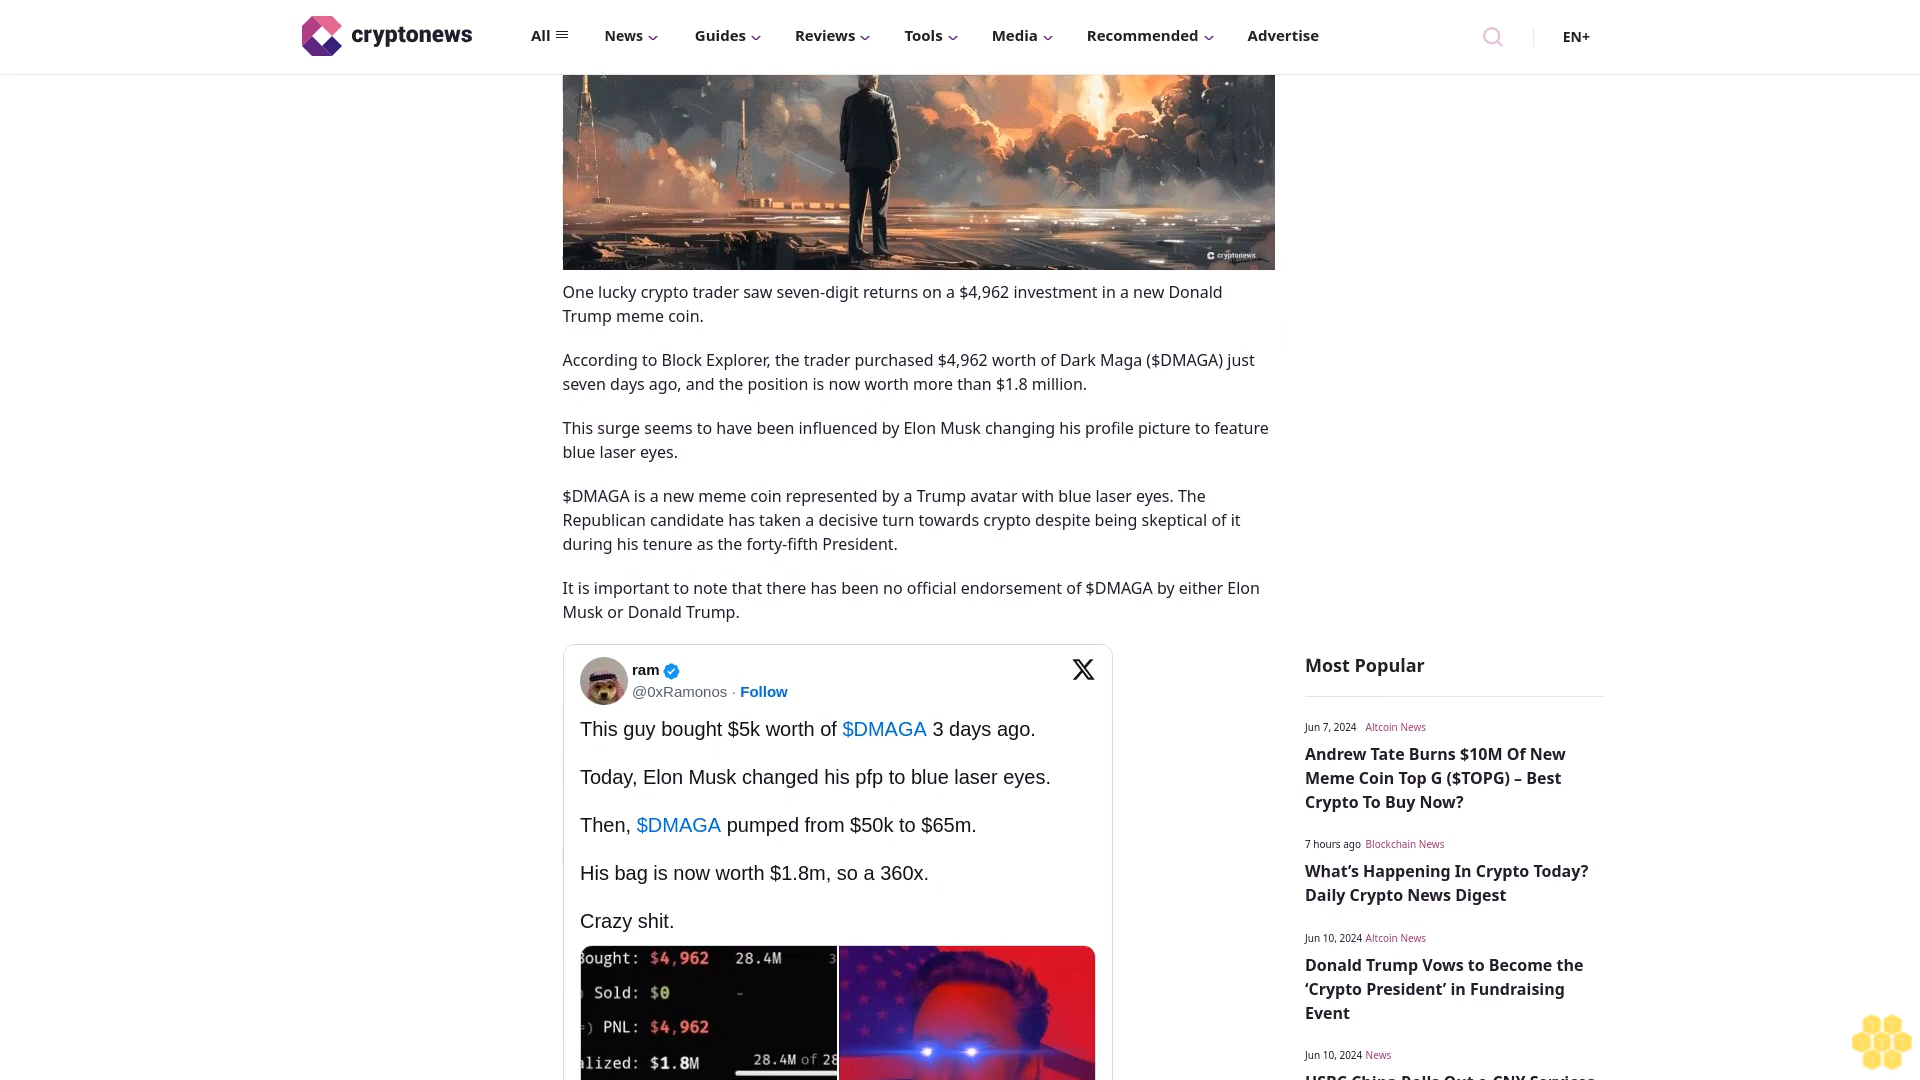 cryptonews
All
News
Guides
Reviews
Tools
Media
Recommended
Advertise
EN+
cryptonews
One lucky crypto trader saw seven-digit returns on a $4,962 investment in a new Donald
Trump meme coin.
According to Block Explorer, the trader purchased $4,962 worth of Dark Maga ($DMAGA) just
seven days ago, and the position is now worth more than $1.8 million.
This surge seems to have been influenced by Elon Musk changing his profile picture to feature
blue laser eyes.
$DMAGA is a new meme coin represented by a Trump avatar with blue laser eyes. The
Republican candidate has taken a decisive turn towards crypto despite being skeptical of it
during his tenure as the forty-fifth President.
It is important to note that there has been no official endorsement of $DMAGA by either Elon
Musk or Donald Trump.
ram
@0xRamonos · Follow
This guy bought $5k worth of $DMAGA 3 days ago.
Today, Elon Musk changed his pfp to blue laser eyes.
Then, $DMAGA pumped from $50k to $65m.
His bag is now worth $1.8m, so a 360x.
Crazy shit.
Bought: $4,962 28.4M 3
Sold: $0 -
PNL: $4,962
alized: $1.8M 28.4M of 28
Most Popular
Jun 7, 2024 Altcoin News
Andrew Tate Burns $10M Of New
Meme Coin Top G ($TOPG) – Best
Crypto To Buy Now?
7 hours ago Blockchain News
What’s Happening In Crypto Today?
Daily Crypto News Digest
Jun 10, 2024 Altcoin News
Donald Trump Vows to Become the
‘Crypto President’ in Fundraising
Event
Jun 10, 2024 News
HSBC China Rolls Out e-CNY Services